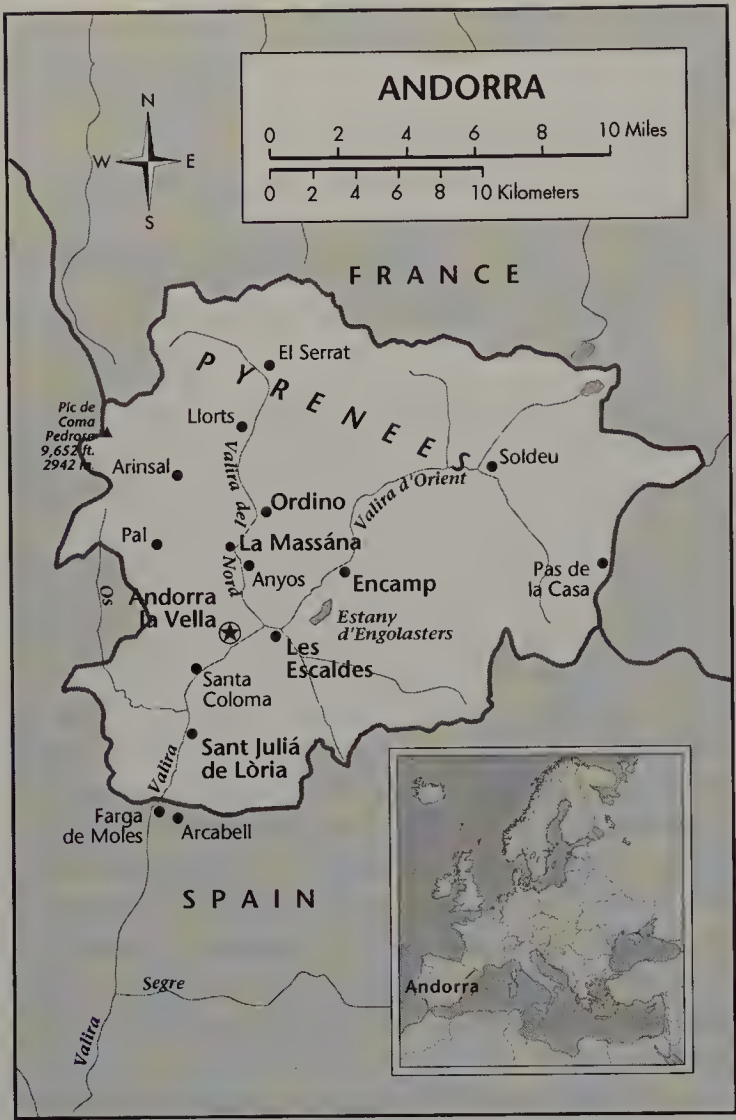 ANDORRA
0 2 4 6 8 10 Miles
0 2 4 6 8 10 Kilometers
N
W E
S
FRANCE
PYRENEES
El Serrat
Pic de
Coma
Pedrosa
9,652 ft.
2942 m.
Llorts
Arinsal
Valira del Nord
Soldeu
Valira d'Orient
Ordino
Pal
La Massána
Anyos
Encamp
Pas de
la Casa
Os
Andorra
la Vella
Estany
d'Engolasters
Les
Escaldes
Santa
Coloma
Sant Juliá
de Lòria
Valira
Farga
de Moles
Arcabell
SPAIN
Segre
Valira
Andorra